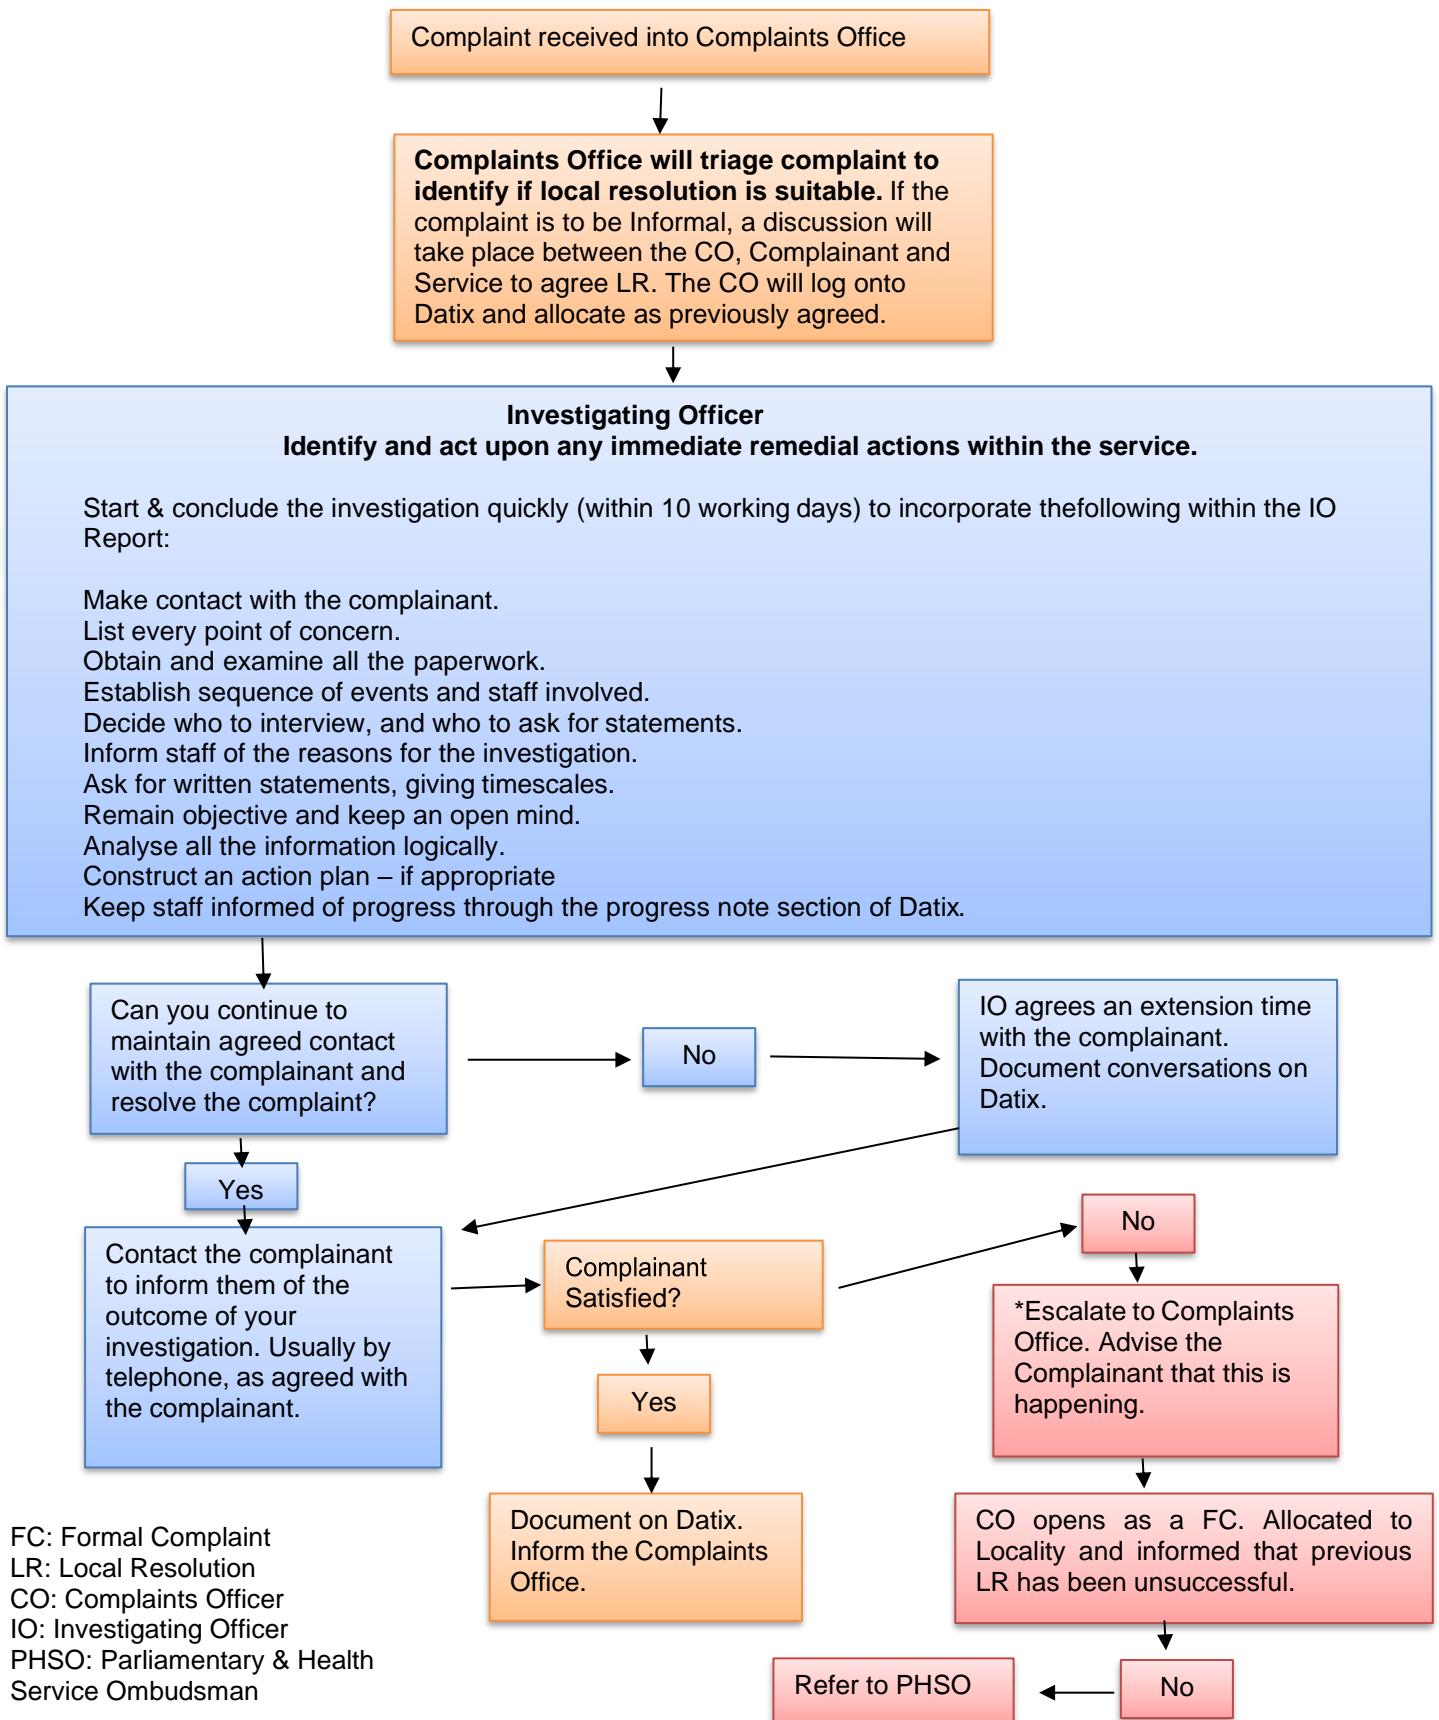 Complaint received into Complaints Office
Complaints Office will triage complaint to
identify if local resolution is suitable. If the
complaint is to be Informal, a discussion will
take place between the CO, Complainant and
Service to agree LR. The CO will log onto
Datix and allocate as previously agreed.
Investigating Officer
Identify and act upon any immediate remedial actions within the service.
Start & conclude the investigation quickly (within 10 working days) to incorporate thefollowing within the IO
Report:
Make contact with the complainant.
List every point of concern.
Obtain and examine all the paperwork.
Establish sequence of events and staff involved.
Decide who to interview, and who to ask for statements.
Inform staff of the reasons for the investigation.
Ask for written statements, giving timescales.
Remain objective and keep an open mind.
Analyse all the information logically.
Construct an action plan – if appropriate
Keep staff informed of progress through the progress note section of Datix.
Can you continue to
maintain agreed contact
with the complainant and
resolve the complaint?
No
IO agrees an extension time
with the complainant.
Document conversations on
Datix.
Yes
Contact the complainant
to inform them of the
outcome of your
investigation. Usually by
telephone, as agreed with
the complainant.
Complainant
Satisfied?
No
*Escalate to Complaints
Office. Advise the
Complainant that this is
happening.
Yes
Document on Datix.
Inform the Complaints
Office.
CO opens as a FC. Allocated to
Locality and informed that previous
LR has been unsuccessful.
No
Refer to PHSO
FC: Formal Complaint
LR: Local Resolution
CO: Complaints Officer
IO: Investigating Officer
PHSO: Parliamentary & Health
Service Ombudsman